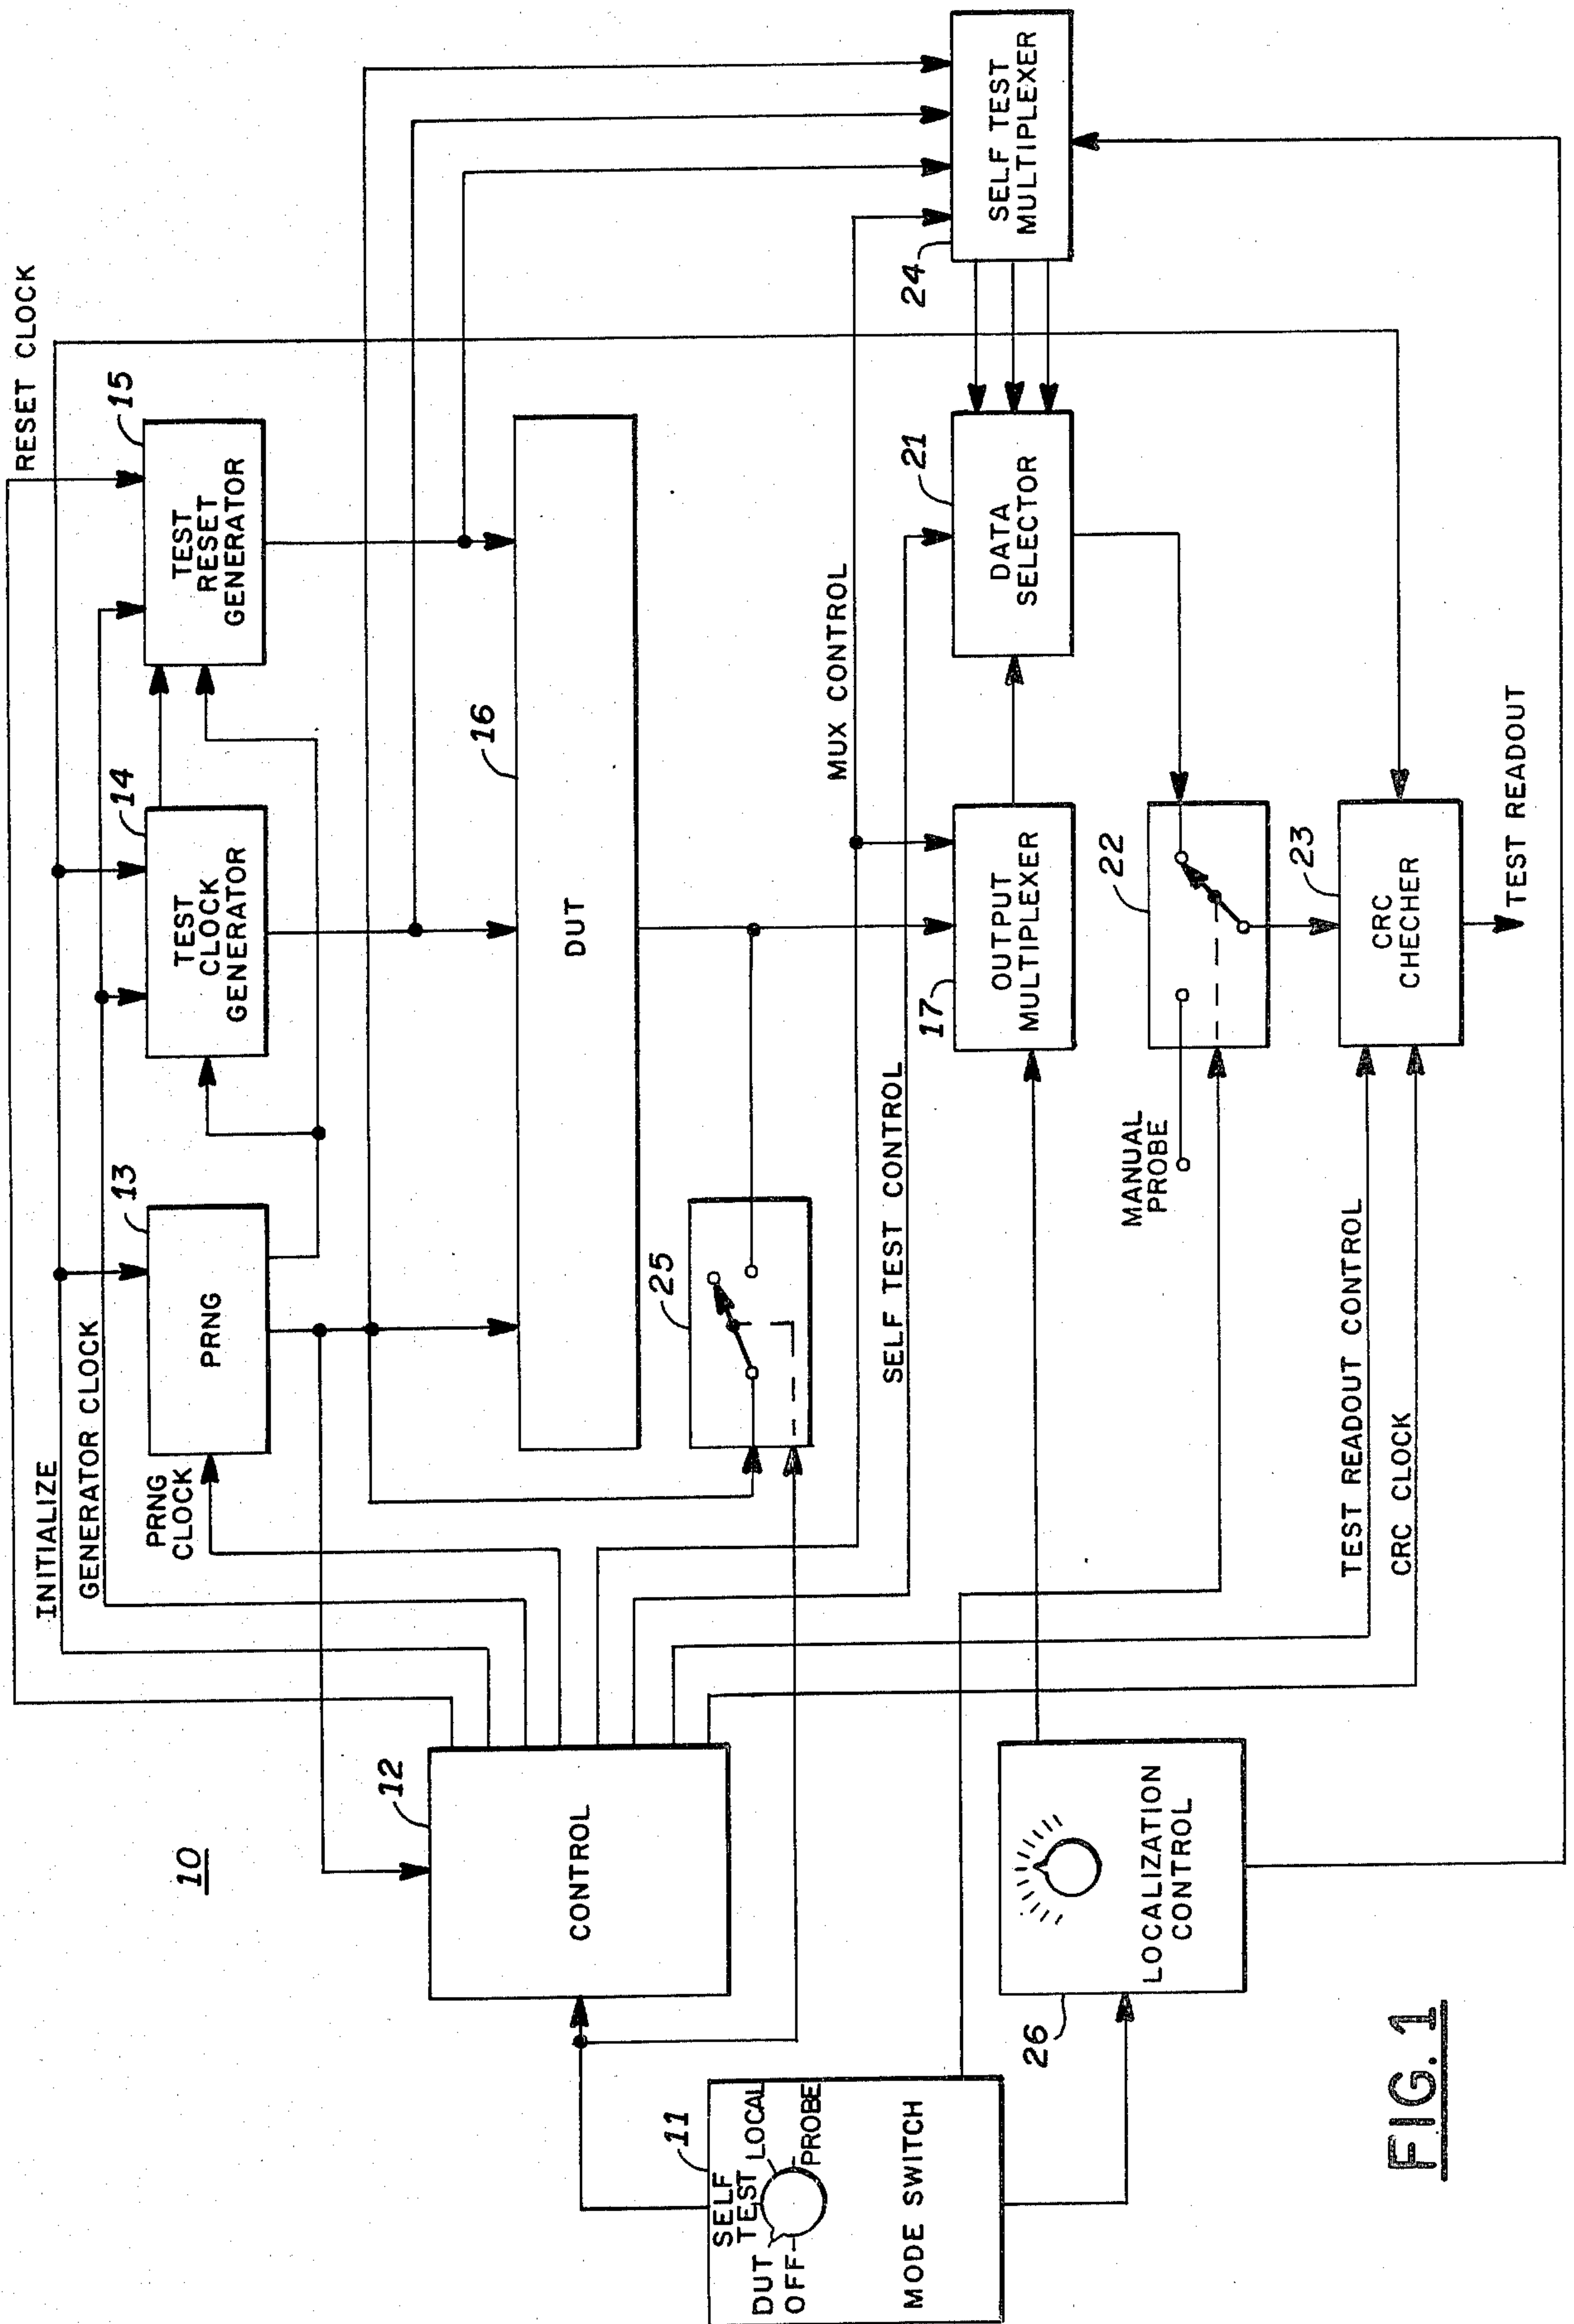 10
RESET CLOCK
INITIALIZE
GENERATOR CLOCK
PRNG
CLOCK
13
PRNG
14
TEST
CLOCK
GENERATOR
15
TEST
RESET
GENERATOR
12
CONTROL
16
DUT
25
11
SELF
TEST
LOCAL
DUT
OFF
PROBE
MODE SWITCH
MUX CONTROL
SELF TEST CONTROL
17
OUTPUT
MULTIPLEXER
21
DATA
SELECTOR
24
SELF TEST
MULTIPLEXER
26
LOCALIZATION
CONTROL
MANUAL
PROBE
22
TEST READOUT CONTROL
CRC CLOCK
23
CRC
CHECHER
TEST READOUT
FIG. 1